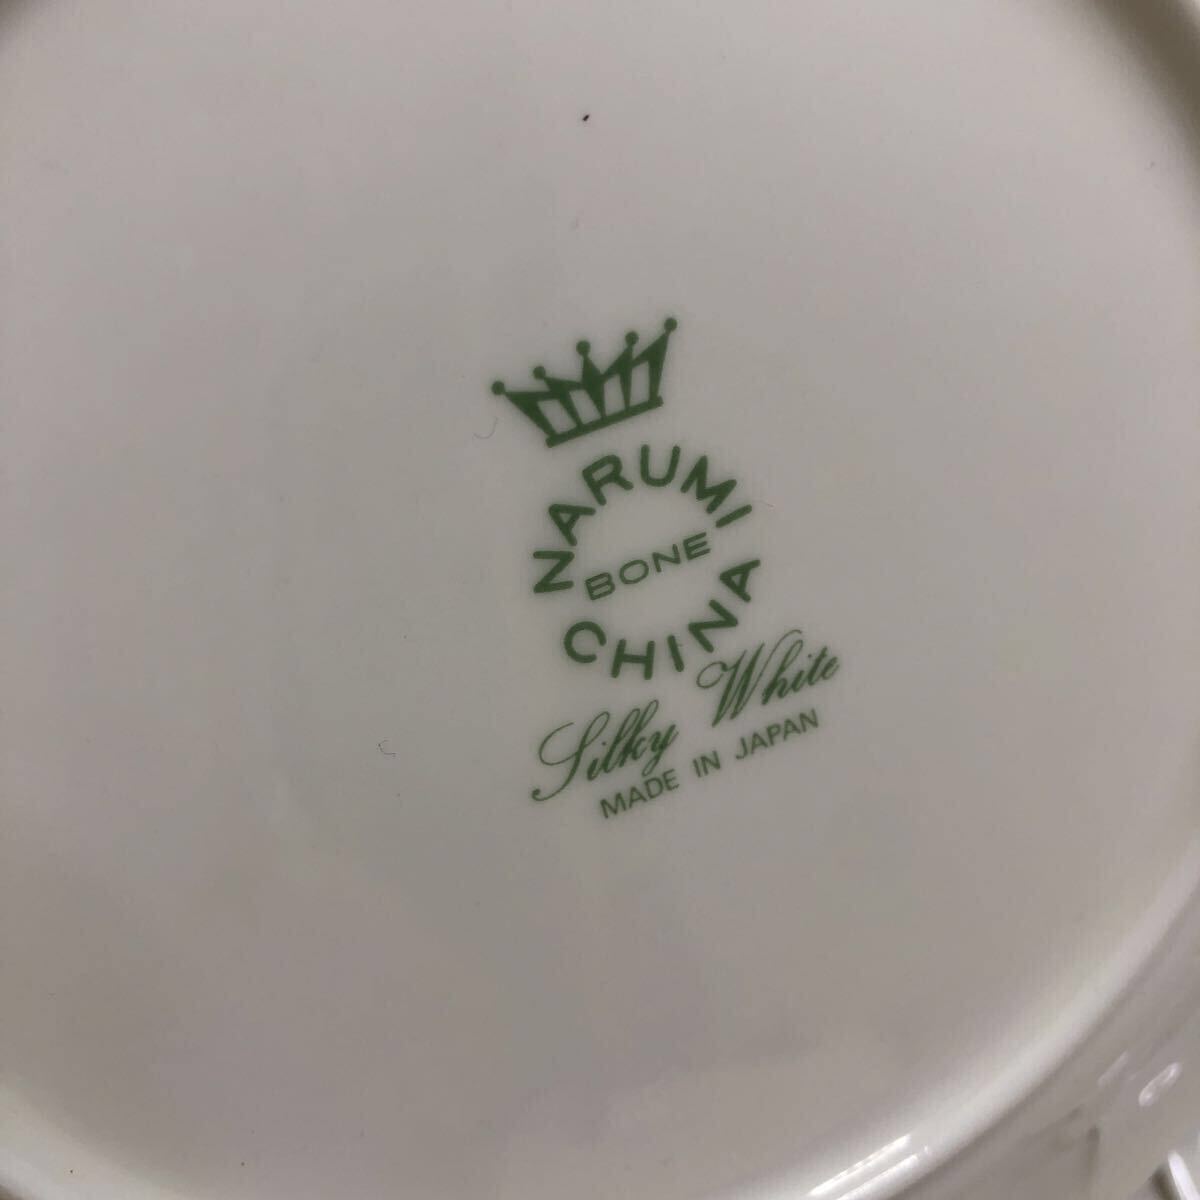 NARUMI
BONE
CHINA
Silky White
MADE IN JAPAN